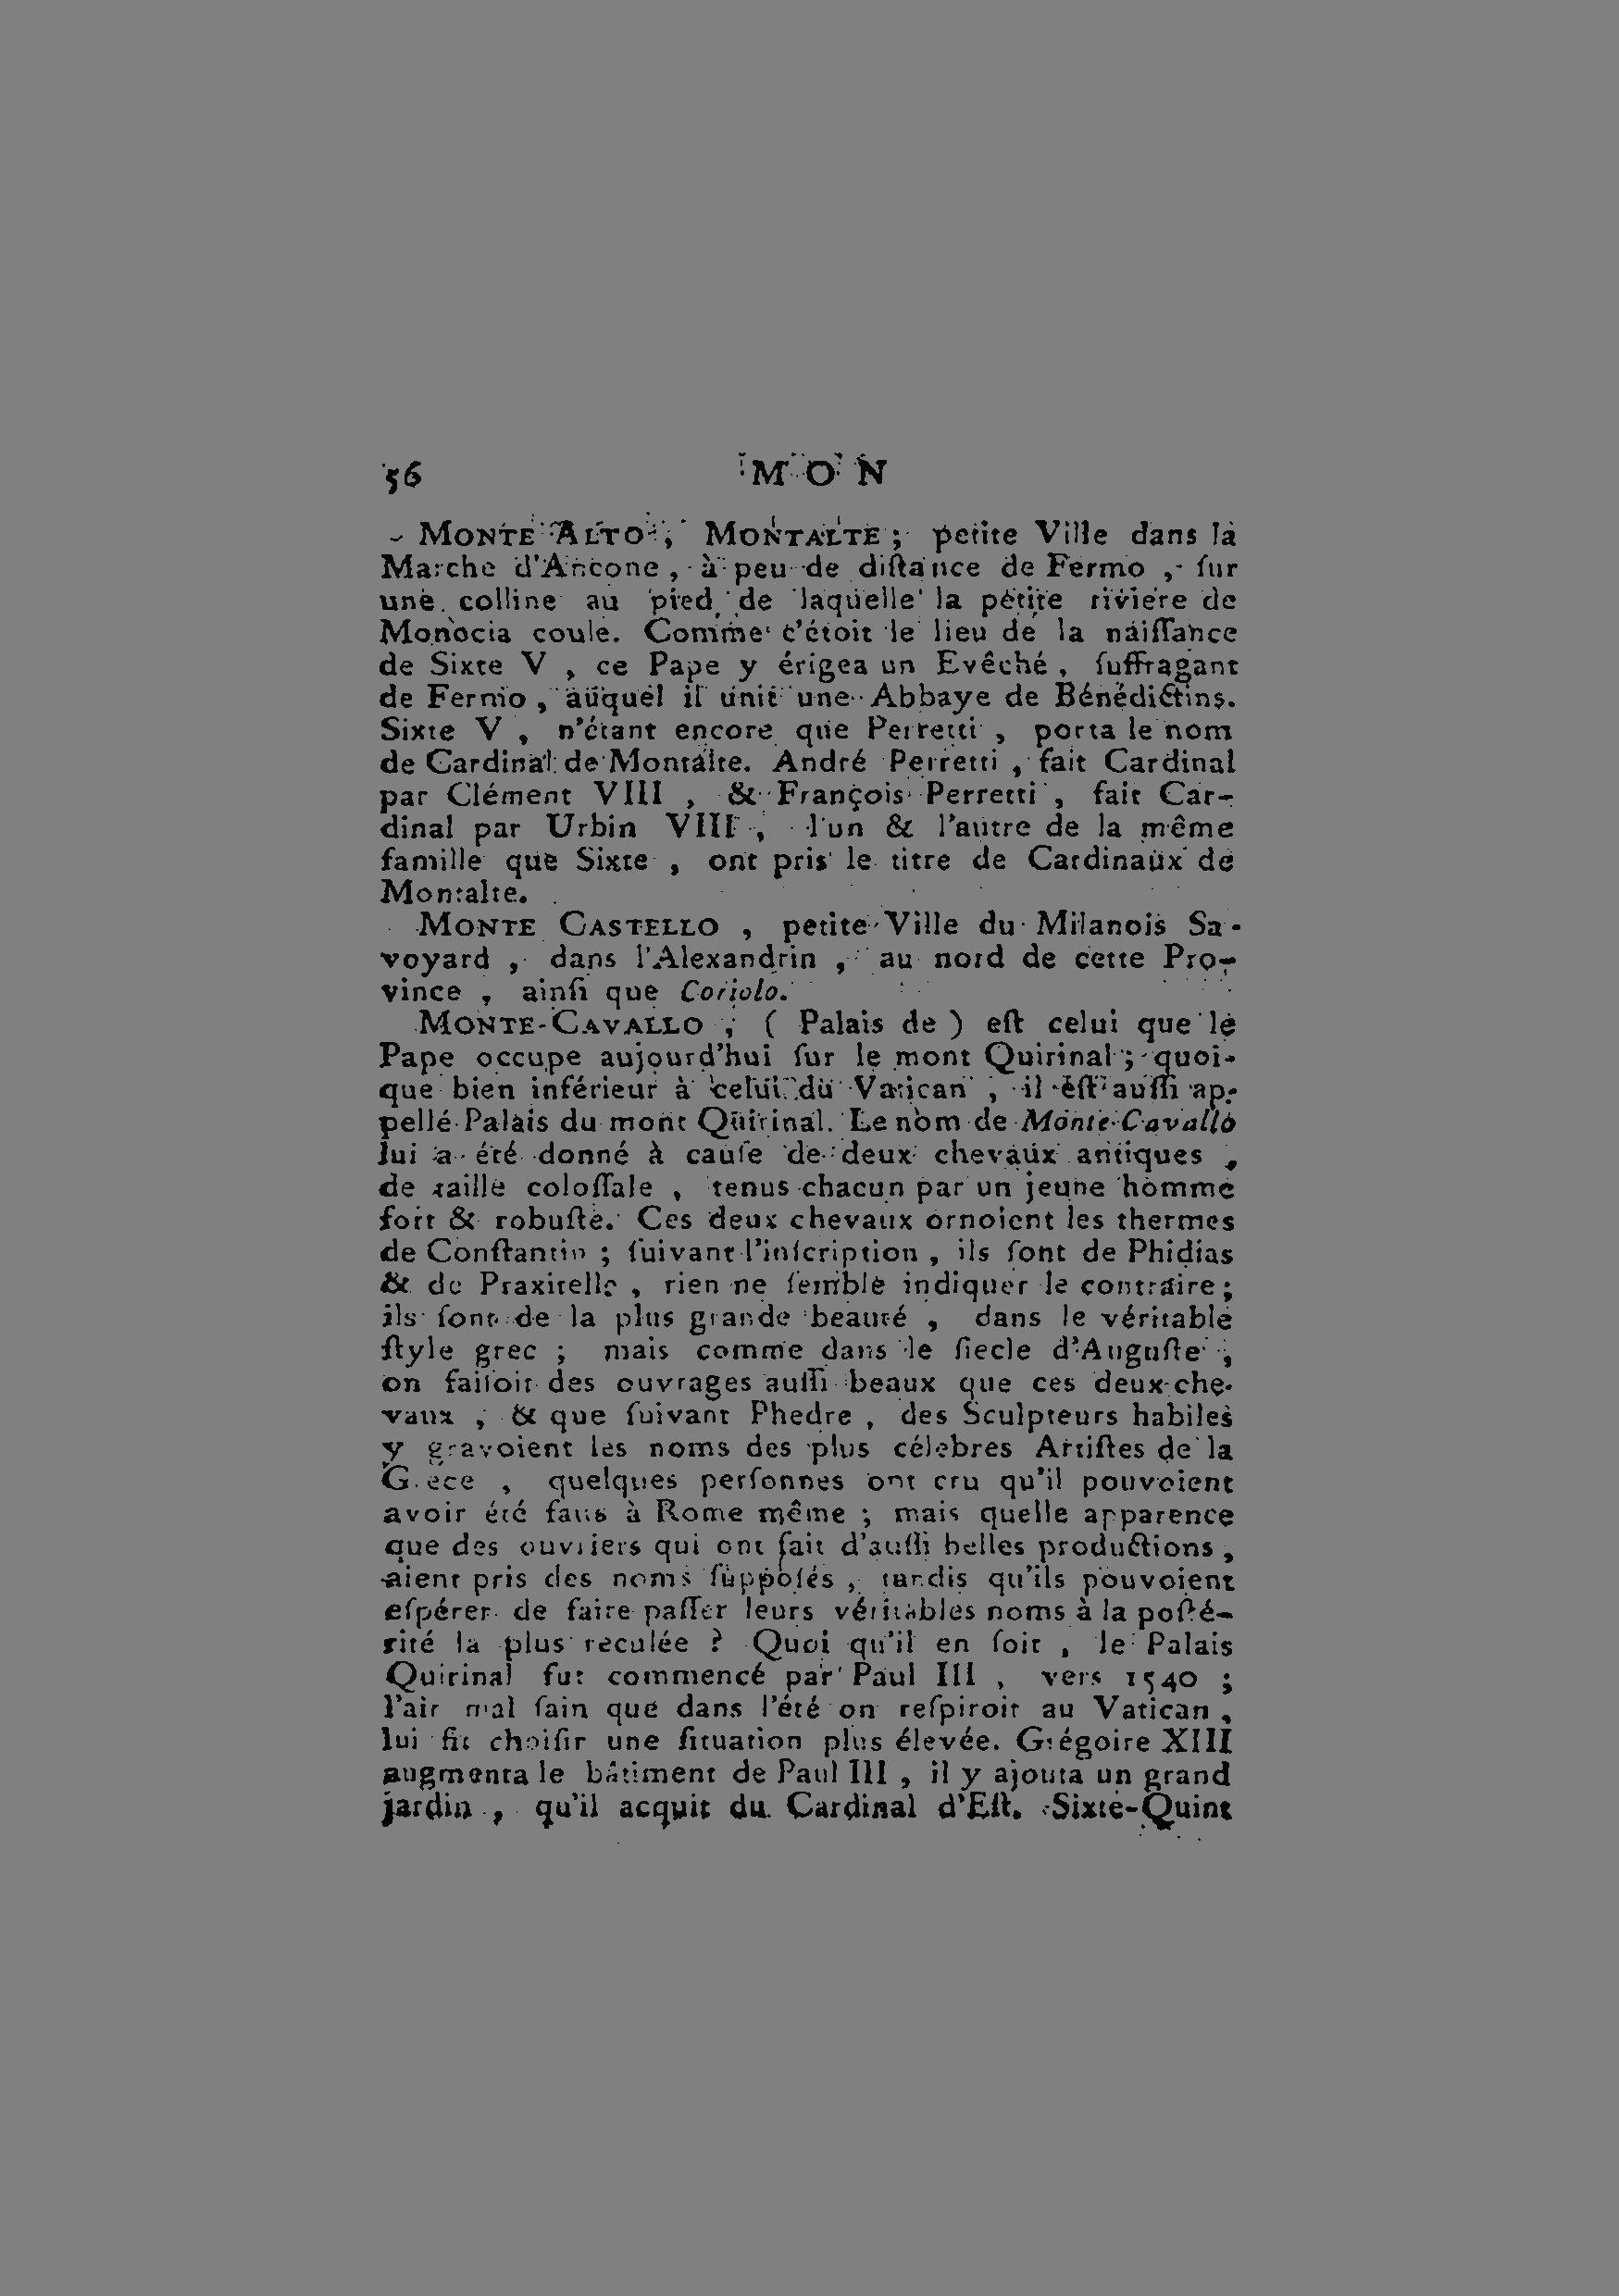 56 MON
MONTE ALTO, MONTALTE ; petite Ville dans la
Marche d'Ancone , à peu de diſtance de Fermo , ſur
une colline au pied de laquelle la petite riviére de
Monocia coule. Comme c'étoit le lieu de la naiſſance
de Sixte V , ce Pape y érigea un Evêché , ſuffragant
de Fermo , auquel il unit une Abbaye de Bénédictins.
Sixte V , n'étant encore que Perretti , porta le nom
de Cardinal de Montalte. André Perretti , fait Cardinal
par Clément VIII , & François Perretti , fait Car-
dinal par Urbin VIII , l'un & l'autre de la même
famille que Sixte , ont pris le titre de Cardinaux de
Montalte.
MONTE CASTELLO , petite Ville du Milanois Sa-
voyard , dans l'Alexandrin , au nord de cette Pro-
vince , ainſi que Coriolo.
MONTE-CAVALLO , ( Palais de ) eſt celui que le
Pape occupe aujourd'hui ſur le mont Quirinal ; quoi-
que bien inférieur à celui du Vatican , il eſt auſſi ap-
pellé Palais du mont Quirinal. Le nom de Monte-Cavallo
lui a été donné à cauſe de deux chevaux antiques ,
de taille coloſſale , tenus chacun par un jeune homme
fort & robuſte. Ces deux chevaux ornoient les thermes
de Conſtantin ; ſuivant l'inſcription , ils ſont de Phidias
& de Praxitelle , rien ne ſemble indiquer le contraire ;
ils ſont de la plus grande beauté , dans le véritable
ſtyle grec ; mais comme dans le ſiecle d'Auguſte ,
on faiſoit des ouvrages auſſi beaux que ces deux che-
vaux , & que ſuivant Phedre , des Sculpteurs habiles
y gravoient les noms des plus célebres Artiſtes de la
Grece , quelques perſonnes ont cru qu'il pouvoient
avoir été faits à Rome même ; mais quelle apparence
que des ouvriers qui ont fait d'auſſi belles productions ,
aient pris des noms ſuppoſés , tandis qu'ils pouvoient
eſpérer de faire paſſer leurs véritables noms à la poſté-
rité la plus reculée ? Quoi qu'il en ſoit , le Palais
Quirinal fut commencé par Paul III , vers 1540 ;
l'air mal ſain que dans l'été on reſpiroit au Vatican ,
lui fit choiſir une ſituation plus élevée. Grégoire XIII
augmenta le bâtiment de Paul III , il y ajouta un grand
jardin , qu'il acquit du Cardinal d'Eſt. Sixte-Quint